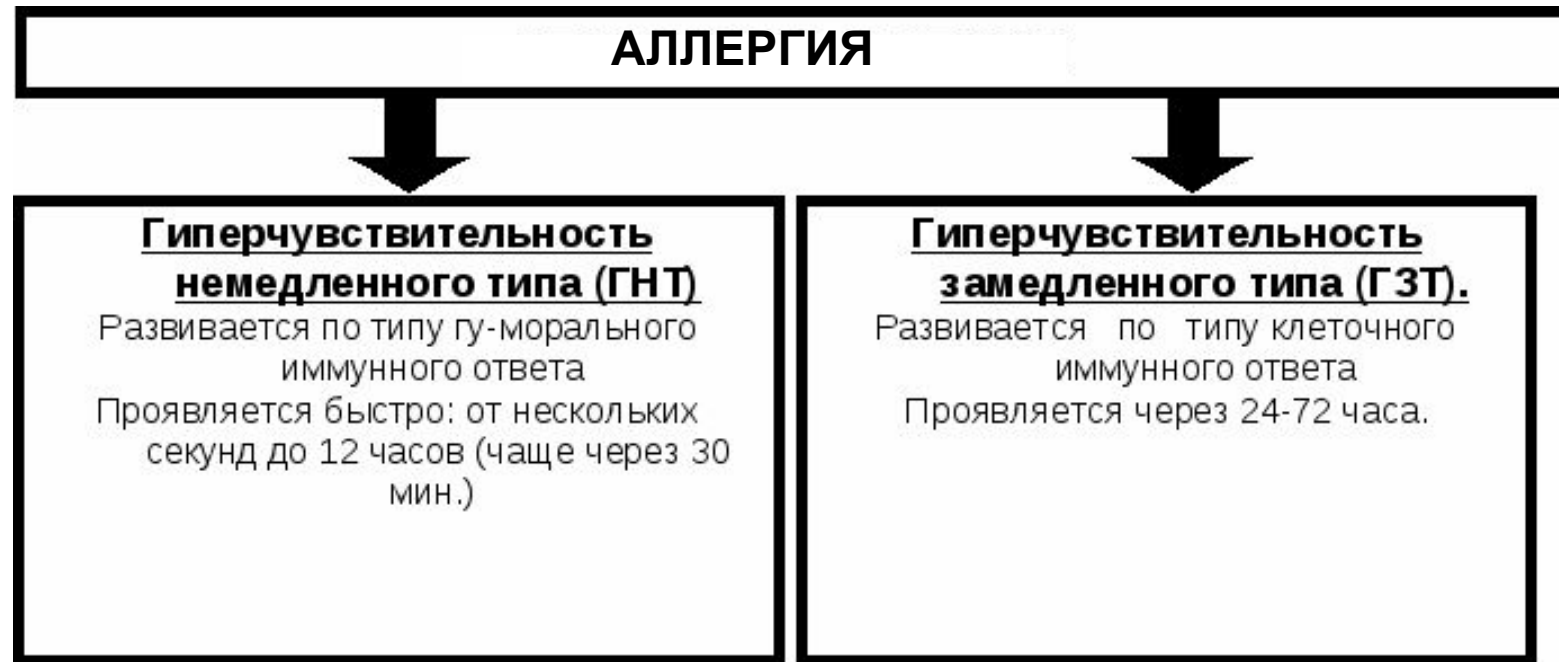 АЛЛЕРГИЯ
Гиперчувствительность
немедленного типа (ГНТ)
Развивается по типу гу-морального
иммунного ответа
Проявляется быстро: от нескольких
секунд до 12 часов (чаще через 30
мин.)
Гиперчувствительность
замедленного типа (ГЗТ).
Развивается по типу клеточного
иммунного ответа
Проявляется через 24-72 часа.